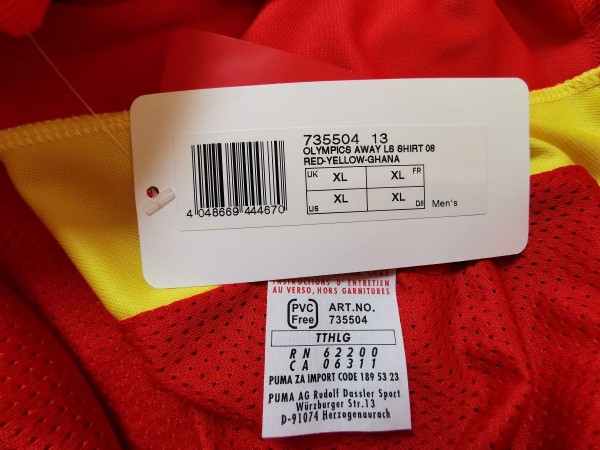 735504 13
OLYMPICS AWAY LS SHIRT 08
RED-YELLOW-GHANA
UK XL XL FR
US XL XL DII Men's
4 048669 444670
INSTRUCTIONS D'ENTRETIEN
AU VERSO, HORS GARNITURES
PVC Free ART.NO.
735504
TTHLG
RN 62200
CA 06311
PUMA ZA IMPORT CODE 189 53 23
PUMA AG Rudolf Dassler Sport
Würzburger Str.13
D-91074 Herzogenaurach